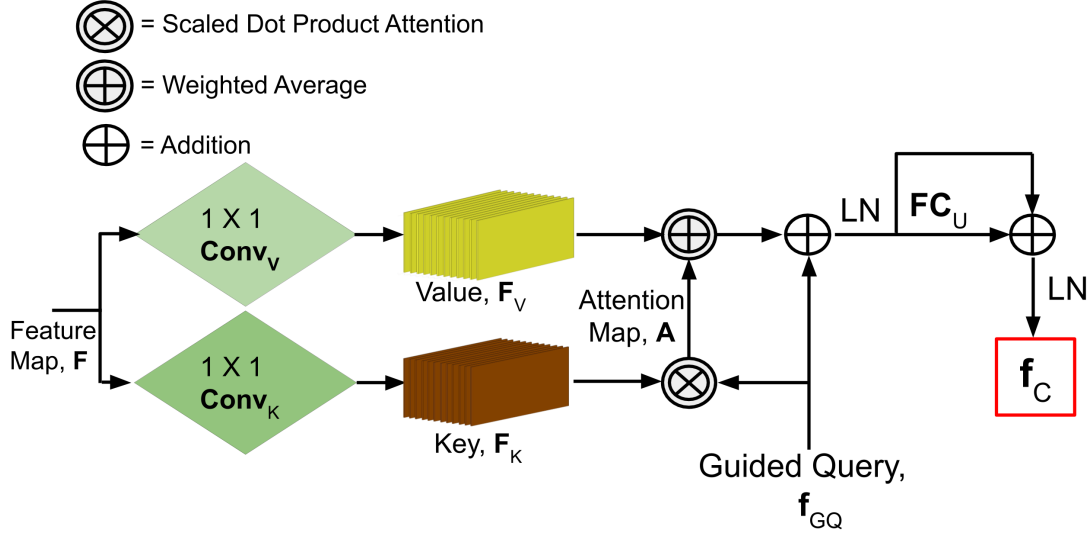 = Scaled Dot Product Attention
= Weighted Average
= Addition
1 X 1
Conv_V
Value, F_V
Attention
Map, A
LN
FC_U
LN
Feature
Map, F
1 X 1
Conv_K
Key, F_K
f_C
Guided Query,
f_GQ